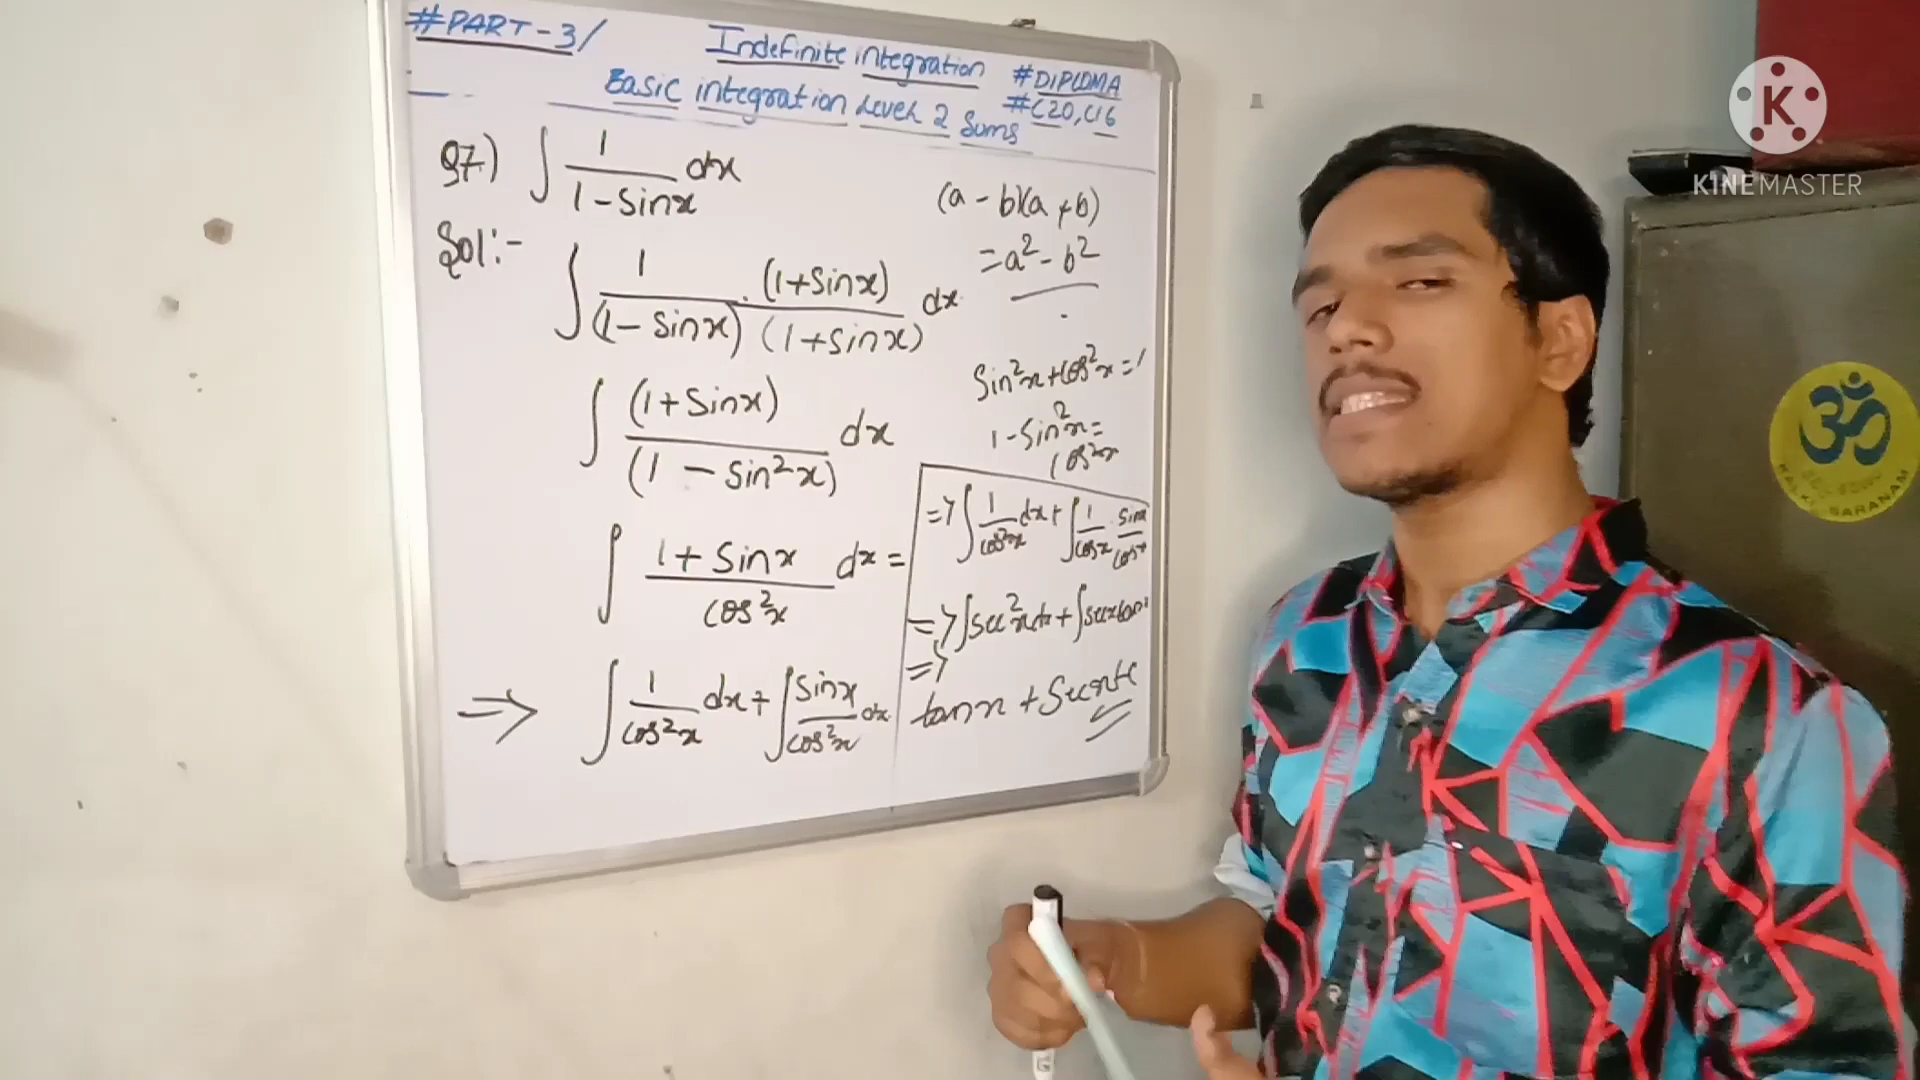 #PART-3/
Indefinite integration
#DIPLOMA
Basic integration Level 2 Sums
#C20, C16
Q7) ∫ 1/(1-sinx) dx
(a-b)(a+b)
=a²-b²
Sol:-
∫ 1/(1-sinx) . (1+sinx)/(1+sinx) dx
sin²x+cos²x=1
1-sin²x=
cos²x
∫ (1+sinx)/(1-sin²x) dx
∫ 1+sinx/cos²x dx =
⇒ ∫ 1/cos²x dx + ∫ sinx/cos²x dx
=> ∫ 1/cos²x dx + ∫ 1/cosx . sinx/cosx
=> ∫sec²x dx + ∫secxtanx
=>
tanx + secx+c
K
KINEMASTER
ॐ
KALKI
SARANAM